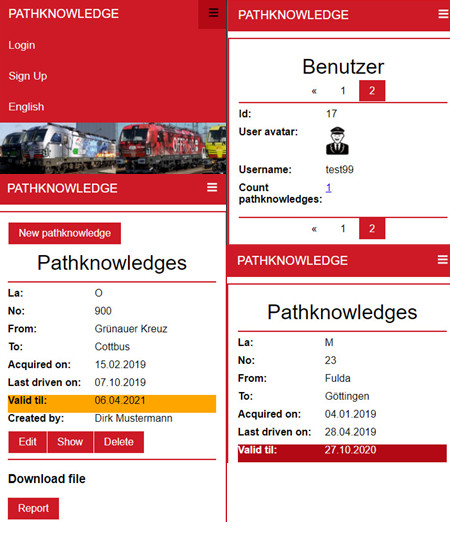 PATHKNOWLEDGE
Login
Sign Up
English
PATHKNOWLEDGE
New pathknowledge
Pathknowledges
La: O
No: 900
From: Grünauer Kreuz
To: Cottbus
Acquired on: 15.02.2019
Last driven on: 07.10.2019
Valid til: 06.04.2021
Created by: Dirk Mustermann
Edit Show Delete
Download file
Report
PATHKNOWLEDGE
Benutzer
« 1 2
Id: 17
User avatar:
Username: test99
Count 1
pathknowledges:
« 1 2
PATHKNOWLEDGE
Pathknowledges
La: M
No: 23
From: Fulda
To: Göttingen
Acquired on: 04.01.2019
Last driven on: 28.04.2019
Valid til: 27.10.2020